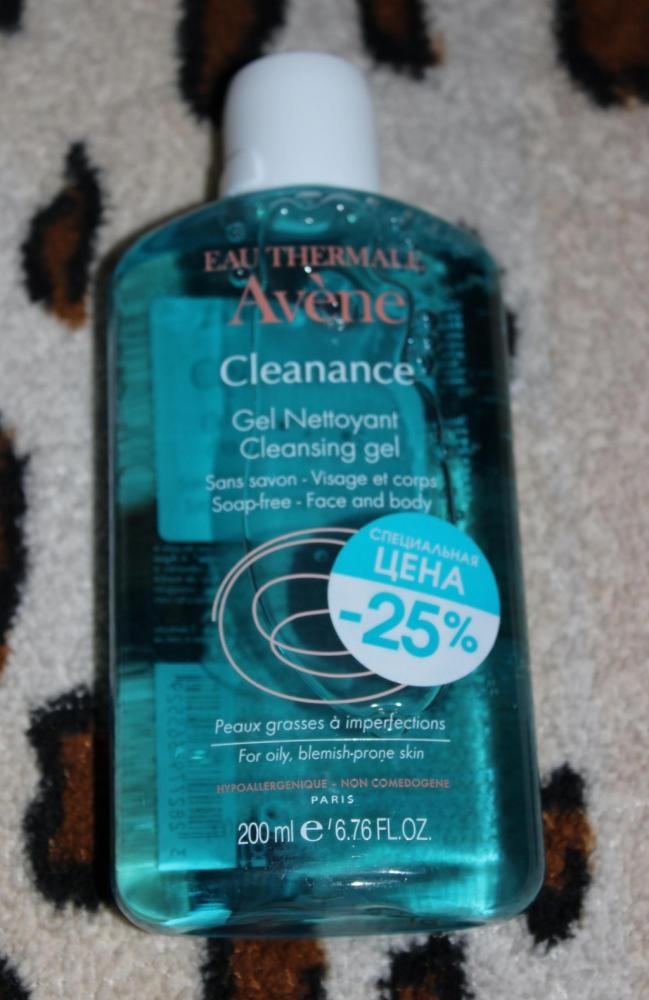 EAU THERMALE
Avène
Cleanance
Gel Nettoyant
Cleansing gel
Sans savon - Visage et corps
Soap-free - Face and body
СПЕЦИАЛЬНАЯ
ЦЕНА
-25%
Peaux grasses à imperfections
For oily, blemish-prone skin
HYPOALLERGENIQUE - NON COMEDOGENE
PARIS
200 ml e / 6.76 FL.OZ.